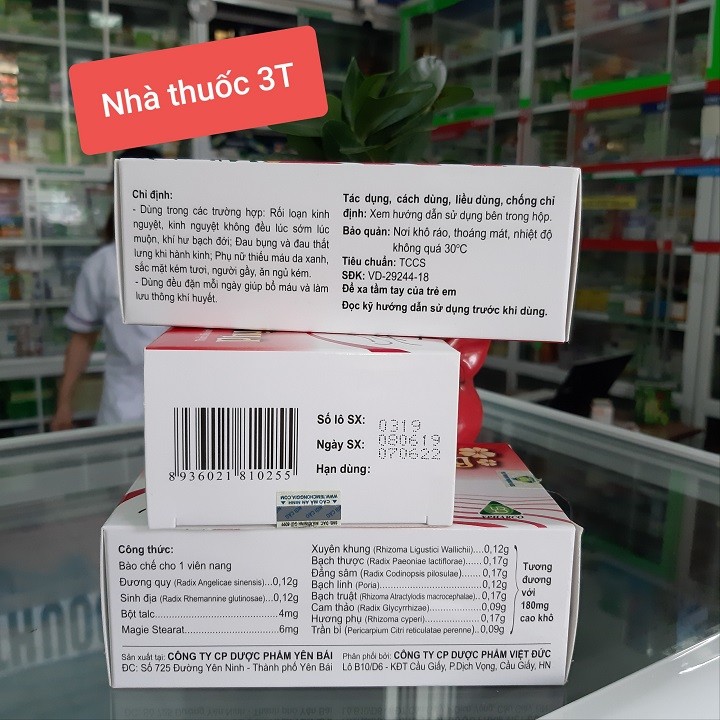 Nhà thuốc 3T
Chỉ định:
- Dùng trong các trường hợp: Rối loạn kinh
nguyệt, kinh nguyệt không đều lúc sớm lúc
muộn, khí hư bạch đới; Đau bụng và đau thắt
lưng khi hành kinh; Phụ nữ thiếu máu da xanh,
sắc mặt kém tươi, người gầy, ăn ngủ kém.
- Dùng đều đặn mỗi ngày giúp bổ máu và làm
lưu thông khí huyết.
Tác dụng, cách dùng, liều dùng, chống chỉ
định: Xem hướng dẫn sử dụng bên trong hộp.
Bảo quản: Nơi khô ráo, thoáng mát, nhiệt độ
không quá 30°C
Tiêu chuẩn: TCCS
SĐK: VD-29244-18
Để xa tầm tay của trẻ em
Đọc kỹ hướng dẫn sử dụng trước khi dùng.
Số lô SX: 0319
Ngày SX: 080619
Hạn dùng: 070622
8 936021 810255
Công thức:
Bào chế cho 1 viên nang
Đương quy (Radix Angelicae sinensis)...0,12g
Sinh địa (Radix Rhemannine glutinosae)...0,12g
Bột talc............4mg
Magie Stearat............6mg
Xuyên khung (Rhizoma Ligustici Wallichii)....0,12g
Bạch thược (Radix Paeoniae lactiflorae)......0,17g
Đẳng sâm (Radix Codinopsis pilosulae)......0,17g
Bạch linh (Poria)............0,12g
Bạch truật (Rhizoma Atractylodis macrocephalae)..0,17g
Cam thảo (Radix Glycyrrhizae)............0,09g
Hương phụ (Rhizoma cyperi)............0,17g
Trần bì (Pericarpium Citri reticulatae perenne)..0,09g
Tương
đương
với
180mg
cao khô
Sản xuất tại: CÔNG TY CP DƯỢC PHẨM YÊN BÁI
ĐC: Số 725 Đường Yên Ninh - Thành phố Yên Bái
Phân phối bởi: CÔNG TY CP DƯỢC PHẨM VIỆT ĐỨC
Lô B10/D6 - KĐT Cầu Giấy, P.Dịch Vọng, Cầu Giấy, HN